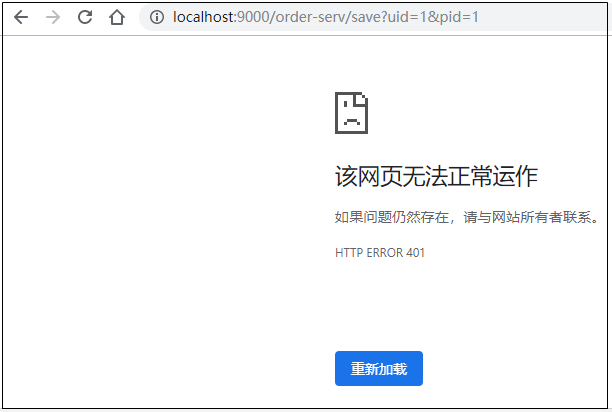 localhost:9000/order-serv/save?uid=1&pid=1
该网页无法正常运作
如果问题仍然存在，请与网站所有者联系。
HTTP ERROR 401
重新加载